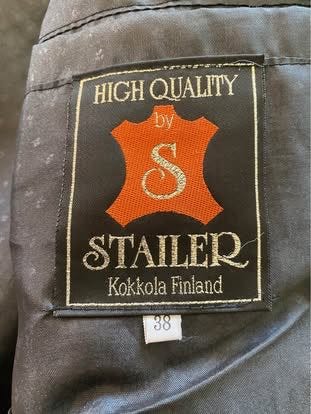 HIGH QUALITY
by
S
STAILER
Kokkola Finland
38